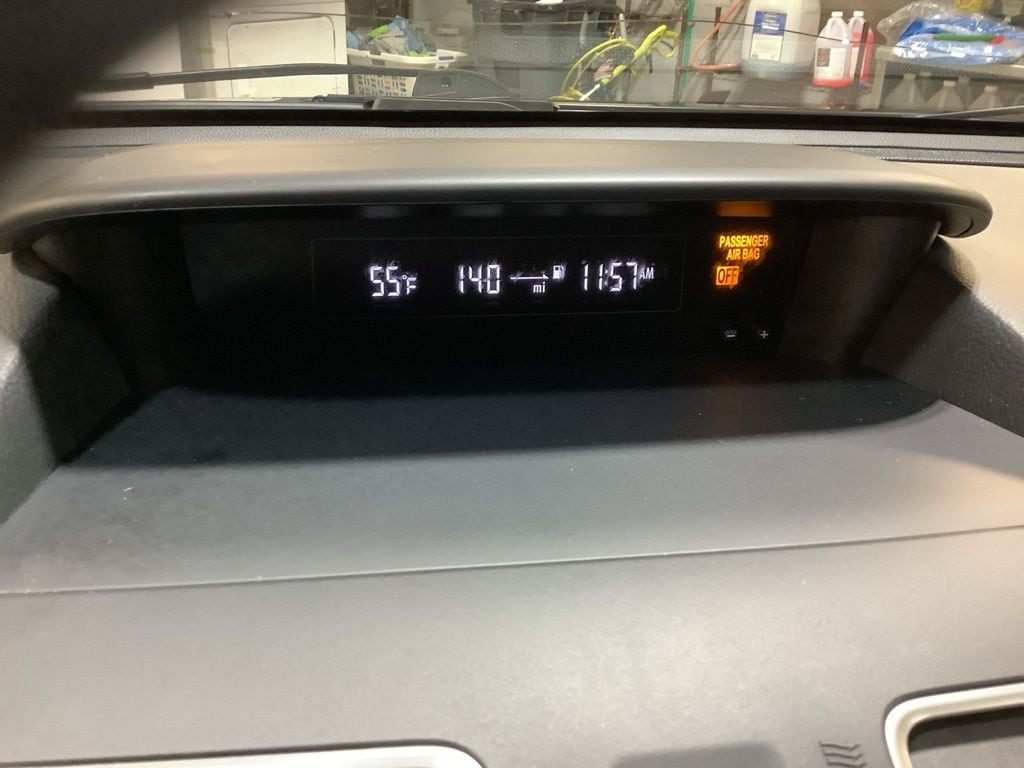 55°F 140 mi 11:57 AM
PASSENGER
AIR BAG
OFF
- +